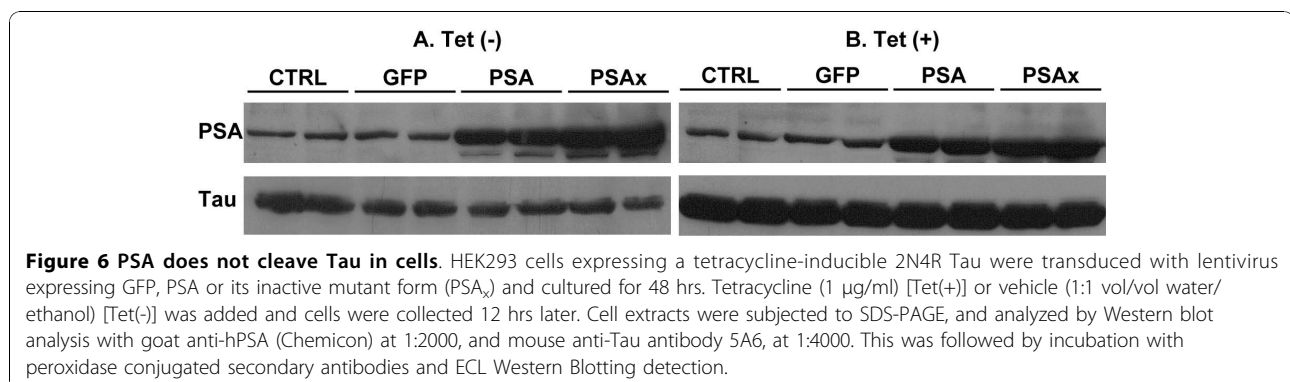 A. Tet (-) B. Tet (+)
CTRL GFP PSA PSAx CTRL GFP PSA PSAx
PSA
Tau
Figure 6 PSA does not cleave Tau in cells. HEK293 cells expressing a tetracycline-inducible 2N4R Tau were transduced with lentivirus
expressing GFP, PSA or its inactive mutant form (PSAx) and cultured for 48 hrs. Tetracycline (1 μg/ml) [Tet(+)] or vehicle (1:1 vol/vol water/
ethanol) [Tet(-)] was added and cells were collected 12 hrs later. Cell extracts were subjected to SDS-PAGE, and analyzed by Western blot
analysis with goat anti-hPSA (Chemicon) at 1:2000, and mouse anti-Tau antibody 5A6, at 1:4000. This was followed by incubation with
peroxidase conjugated secondary antibodies and ECL Western Blotting detection.